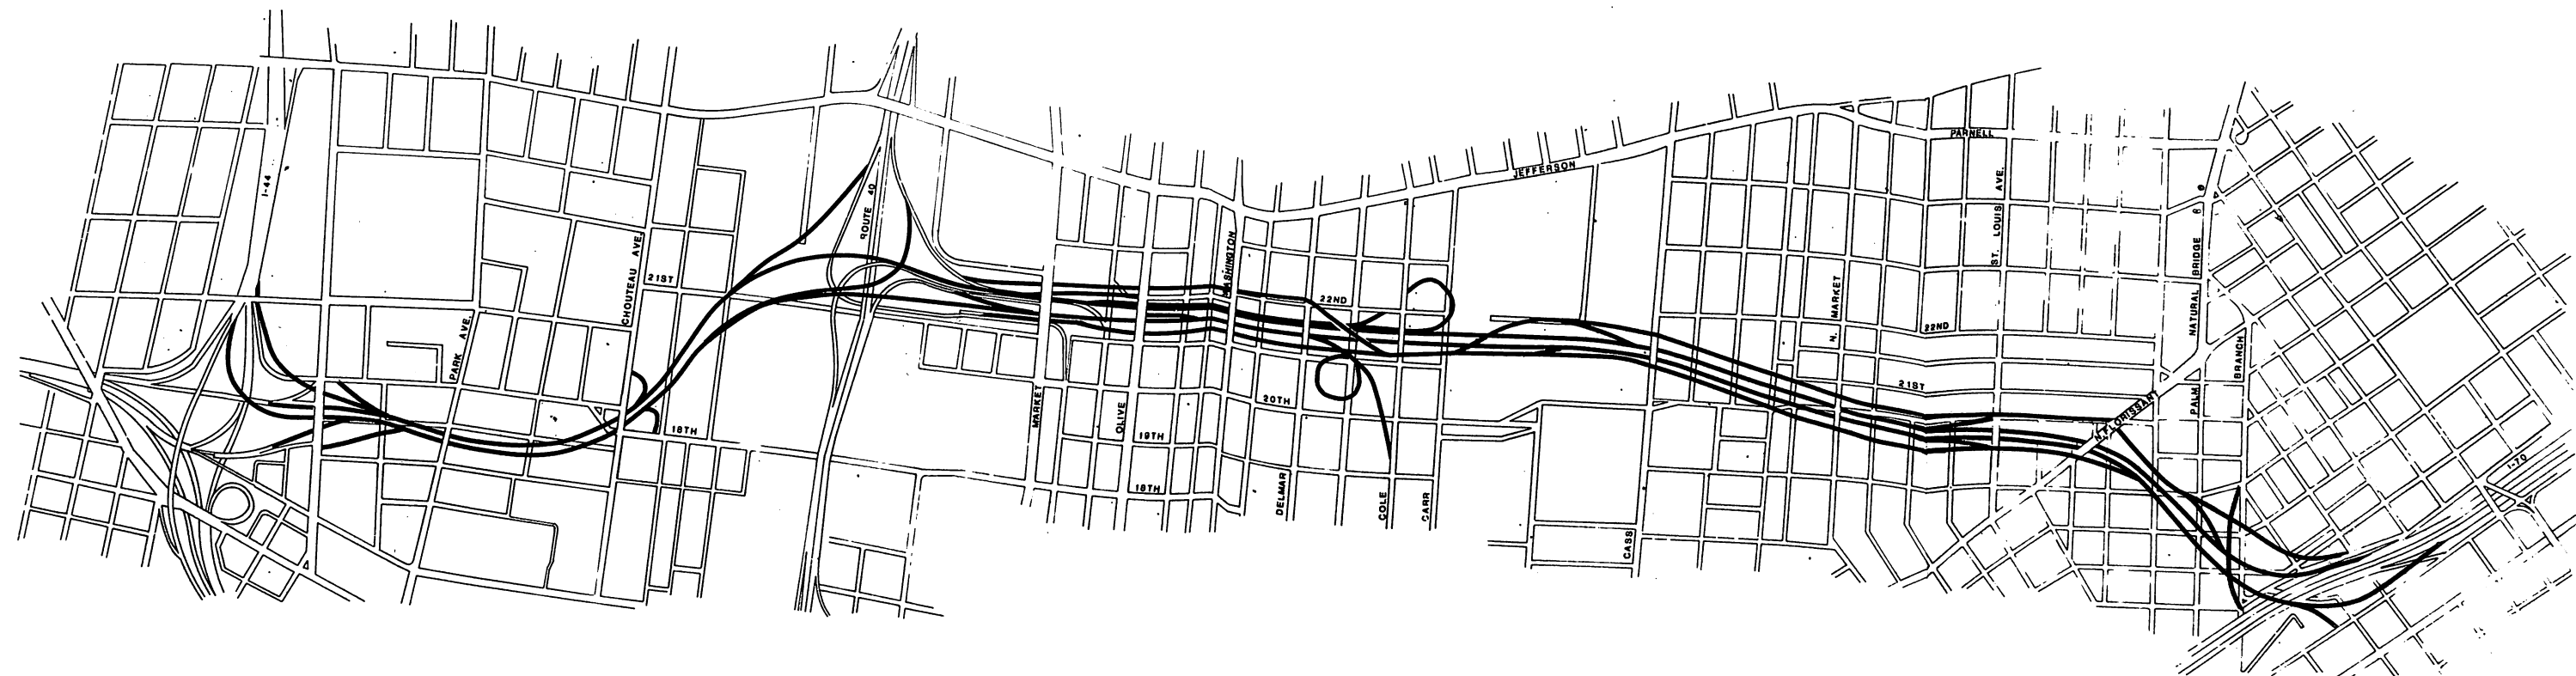 I-44
PARK AVE.
CHOUTEAU AVE.
21ST
18TH
ROUTE 40
MARKET
OLIVE
19TH
18TH
WASHINGTON
DELMAR
20TH
22ND
COLE
CARR
JEFFERSON
CASS
N. MARKET
PARNELL
ST. LOUIS AVE.
22ND
21ST
NATURAL BRIDGE
PALM
BRANCH
N. FLORISSANT
I-70